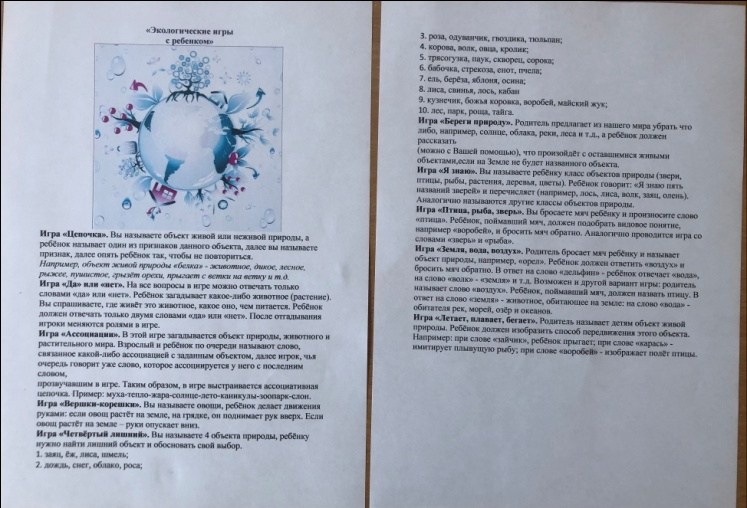 «Экологические игры
с ребенком»
Игра «Цепочка». Вы называете объект живой или неживой природы, а
ребёнок называет один из признаков данного объекта, далее вы называете
признак, далее опять ребёнок так, чтобы не повториться.
Например, объект живой природы «белка» - животное, дикое, лесное,
рыжее, пушистое, грызёт орехи, прыгает с ветки на ветку и т.д.
Игра «Да» или «нет». На все вопросы в игре можно отвечать только
словами «да» или «нет». Ребёнок загадывает какое-либо животное (растение).
Вы спрашиваете, где живёт это животное, какое оно, чем питается. Ребёнок
должен отвечать только двумя словами «да» или «нет». После отгадывания
игроки меняются ролями в игре.
Игра «Ассоциации». В этой игре загадывается объект природы, животного и
растительного мира. Взрослый и ребёнок по очереди называют слово,
связанное какой-либо ассоциацией с заданным объектом, далее игрок, чья
очередь говорит уже слово, которое ассоциируется у него с последним
словом,
прозвучавшим в игре. Таким образом, в игре выстраивается ассоциативная
цепочка. Пример: муха-тепло-жара-солнце-лето-каникулы-зоопарк-слон.
Игра «Вершки-корешки». Вы называете овощи, ребёнок делает движения
руками: если овощ растёт на земле, на грядке, он поднимает рук вверх. Если
овощ растёт на земле – руки опускает вниз.
Игра «Четвёртый лишний». Вы называете 4 объекта природы, ребёнку
нужно найти лишний объект и обосновать свой выбор.
1. заяц, ёж, лиса, шмель;
2. дождь, снег, облако, роса;
3. роза, одуванчик, гвоздика, тюльпан;
4. корова, волк, овца, кролик;
5. трясогузка, паук, скворец, сорока;
6. бабочка, стрекоза, енот, пчела;
7. ель, берёза, яблоня, осина;
8. лиса, свинья, лось, кабан
9. кузнечик, божья коровка, воробей, майский жук;
10. лес, парк, роща, тайга.
Игра «Береги природу». Родитель предлагает из нашего мира убрать что
либо, например, солнце, облака, реки, леса и т.д., а ребёнок должен
рассказать
(можно с Вашей помощью), что произойдёт с оставшимися живыми
объектами,если на Земле не будет названного объекта.
Игра «Я знаю». Вы называете ребёнку класс объектов природы (звери,
птицы, рыбы, растения, деревья, цветы). Ребёнок говорит: «Я знаю пять
названий зверей» и перечисляет (например, лось, лиса, волк, заяц, олень).
Аналогично называются другие классы объектов природы.
Игра «Птица, рыба, зверь». Вы бросаете мяч ребёнку и произносите слово
«птица». Ребёнок, поймавший мяч, должен подобрать видовое понятие,
например «воробей», и бросить мяч обратно. Аналогично проводится игра со
словами «зверь» и «рыба».
Игра «Земля, вода, воздух». Родитель бросает мяч ребёнку и называет
объект природы, например, «орел». Ребёнок должен ответить «воздух» и
бросить мяч обратно. В ответ на слово «дельфин» - ребёнок отвечает «вода»,
на слово «волк» - «земля» и т.д. Возможен и другой вариант игры: родитель
называет слово «воздух». Ребёнок, поймавший мяч, должен назвать птицу. В
ответ на слово «земля» - животное, обитающее на земле: на слово «вода» -
обитателя рек, морей, озёр и океанов.
Игра «Летает, плавает, бегает». Родитель называет детям объект живой
природы. Ребёнок должен изобразить способ передвижения этого объекта.
Например: при слове «зайчик», ребёнок прыгает; при слове «карась» -
имитирует плывущую рыбу; при слове «воробей» - изображает полёт птицы.